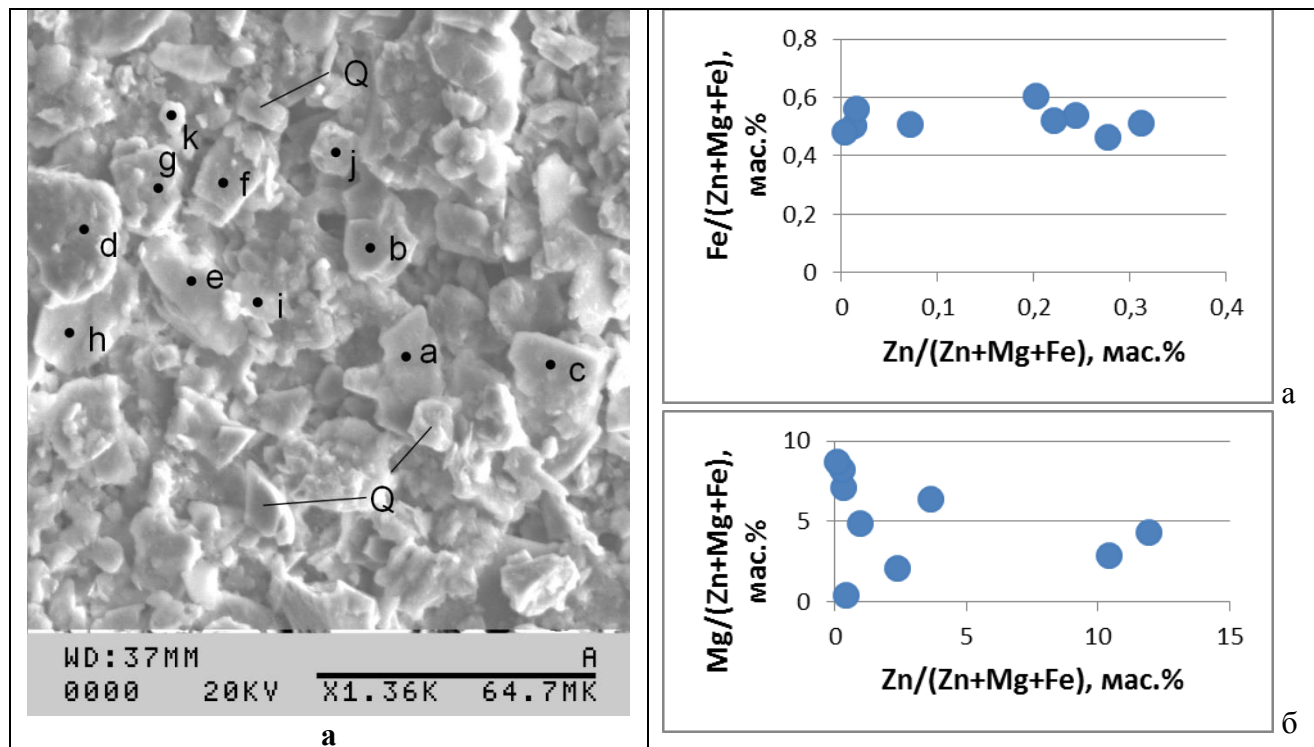 Q
k
g
f
j
d
b
e
i
h
a
c
Q
WD:37MM A
0000 20KV X1.36K 64.7MK
а
Fe/(Zn+Mg+Fe),
мас.%
0,8
0,6
0,4
0,2
0
0 0,1 0,2 0,3 0,4
Zn/(Zn+Mg+Fe), мас.%
а
Mg/(Zn+Mg+Fe),
мас.%
10
5
0
0 5 10 15
Zn/(Zn+Mg+Fe), мас.%
б